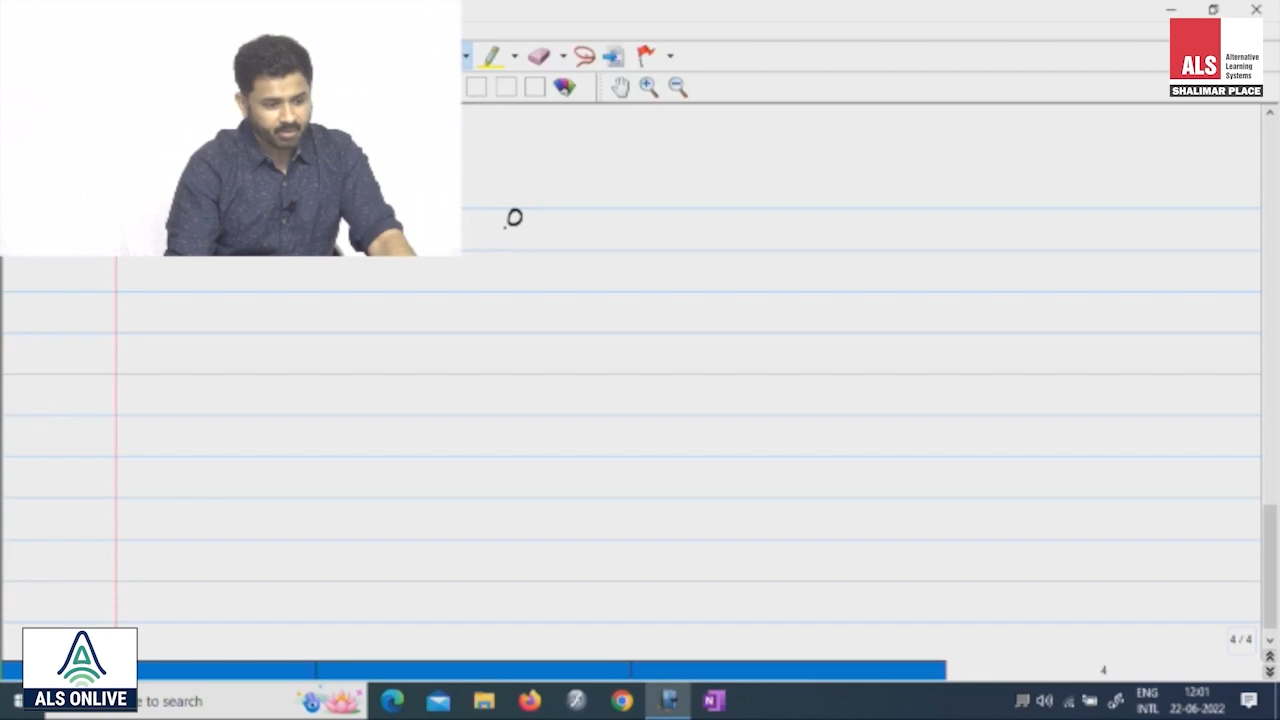 ALS
Alternative
Learning
Systems
SHALIMAR PLACE
o
4 / 4
4
ALS ONLIVE
e to search
ENG
INTL
12:01
22-06-2022